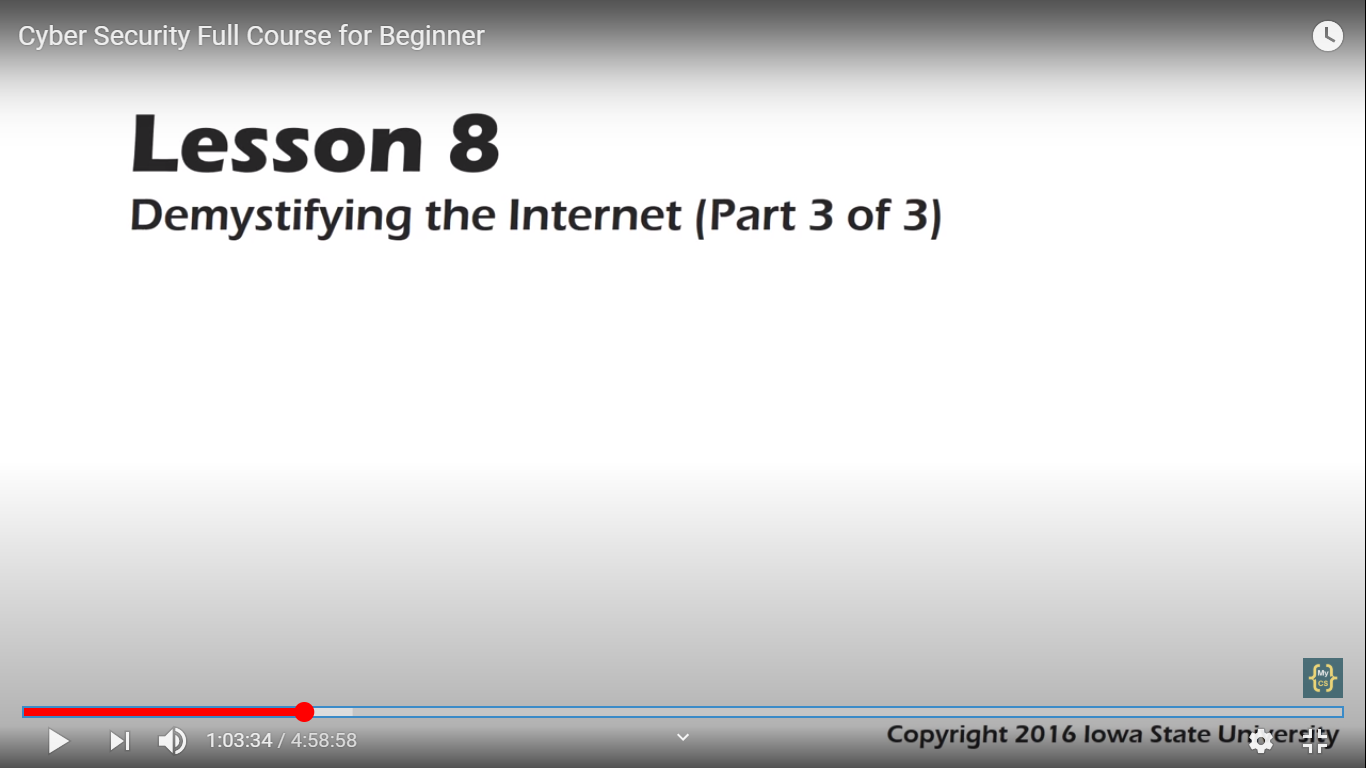 Cyber Security Full Course for Beginner
Lesson 8
Demystifying the Internet (Part 3 of 3)
My
CS
1:03:34 / 4:58:58
Copyright 2016 Iowa State University